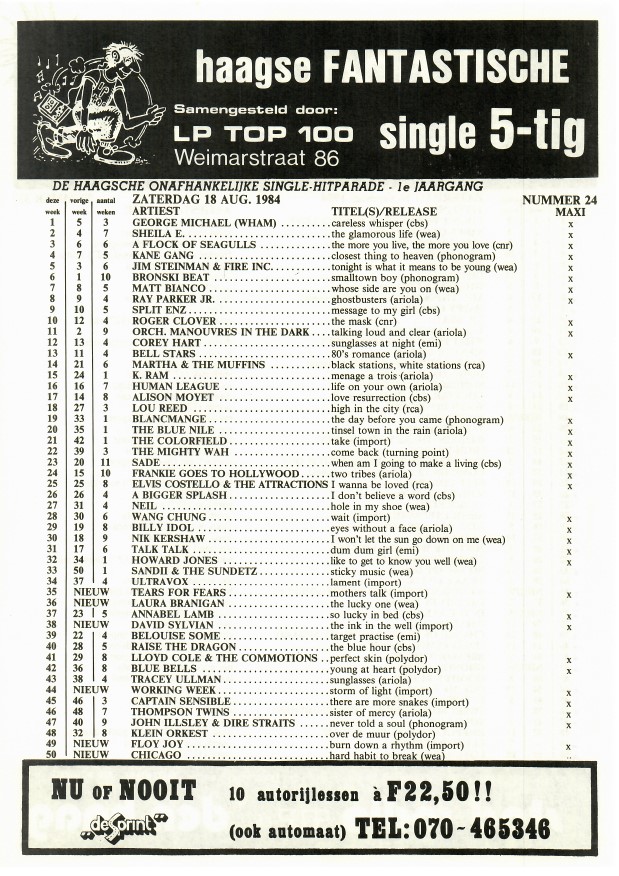 haagse FANTASTISCHE
Samengesteld door:
LP TOP 100
Weimarstraat 86
single 5-tig
DE HAAGSCHE ONAFHANKELIJKE SINGLE-HITPARADE - 1e JAARGANG
deze vorige aantal ZATERDAG 18 AUG. 1984 NUMMER 24
week week weken ARTIEST TITEL(S)/RELEASE MAXI
1 5 3 GEORGE MICHAEL (WHAM) ........careless whisper (cbs) x
2 4 7 SHEILA E. ........the glamorous life (wea) x
3 6 6 A FLOCK OF SEAGULLS ........the more you live, the more you love (cnr) x
4 7 5 KANE GANG ........closest thing to heaven (phonogram) x
5 3 6 JIM STEINMAN & FIRE INC. ........tonight is what it means to be young (wea) x
6 1 10 BRONSKI BEAT ........smalltown boy (phonogram) x
7 8 5 MATT BIANCO ........whose side are you on (wea) x
8 9 4 RAY PARKER JR. ........ghostbusters (ariola) x
9 10 5 SPLIT ENZ ........message to my girl (cbs)
10 12 4 ROGER CLOVER ........the mask (cnr) x
11 2 9 ORCH. MANOUVRES IN THE DARK ....talking loud and clear (ariola) x
12 13 4 COREY HART ........sunglasses at night (emi)
13 11 4 BELL STARS ........80's romance (ariola) x
14 21 6 MARTHA & THE MUFFINS ........black stations, white stations (rca)
15 24 1 K. RAM ........menage a trois (ariola) x
16 16 7 HUMAN LEAGUE ........life on your own (ariola) x
17 14 8 ALISON MOYET ........love resurrection (cbs) x
18 27 3 LOU REED ........high in the city (rca)
19 33 1 BLANCMANGE ........the day before you came (phonogram) x
20 35 1 THE BLUE NILE ........tinsel town in the rain (ariola) x
21 42 1 THE COLORFIELD ........take (import) x
22 39 3 THE MIGHTY WAH ........come back (turning point) x
23 20 11 SADE ........when am I going to make a living (cbs) x
24 15 10 FRANKIE GOES TO HOLLYWOOD ........two tribes (ariola) x
25 25 8 ELVIS COSTELLO & THE ATTRACTIONS I wanna be loved (rca) x
26 26 4 A BIGGER SPLASH ........I don't believe a word (cbs)
27 31 4 NEIL ........hole in my shoe (wea)
28 30 6 WANG CHUNG ........wait (import) x
29 19 8 BILLY IDOL ........eyes without a face (ariola) x
30 18 9 NIK KERSHAW ........I won't let the sun go down on me (wea) x
31 17 6 TALK TALK ........dum dum girl (emi) x
32 34 1 HOWARD JONES ........like to get to know you well (wea) x
33 50 1 SANDII & THE SUNDETZ ........sticky music (wea)
34 37 4 ULTRAVOX ........lament (import)
35 NIEUW TEARS FOR FEARS ........mothers talk (import) x
36 NIEUW LAURA BRANIGAN ........the lucky one (wea)
37 23 5 ANNABEL LAMB ........so lucky in bed (cbs) x
38 NIEUW DAVID SYLVIAN ........the ink in the well (import) x
39 22 4 BELOUISE SOME ........target practise (emi)
40 28 5 RAISE THE DRAGON ........the blue hour (cbs)
41 29 8 LLOYD COLE & THE COMMOTIONS ..perfect skin (polydor) x
42 36 8 BLUE BELLS ........young at heart (polydor) x
43 38 4 TRACEY ULLMAN ........sunglasses (ariola)
44 NIEUW WORKING WEEK ........storm of light (import) x
45 46 3 CAPTAIN SENSIBLE ........there are more snakes (import) x
46 48 7 THOMPSON TWINS ........sister of mercy (ariola) x
47 40 9 JOHN ILLSLEY & DIRE STRAITS ....never told a soul (phonogram) x
48 32 8 KLEIN ORKEST ........over de muur (polydor)
49 NIEUW FLOY JOY ........burn down a rhythm (import) x
50 NIEUW CHICAGO ........hard habit to break (wea)
NU OF NOOIT 10 autorijlessen à F22,50!!
"de Sprint" (ook automaat) TEL: 070-465346